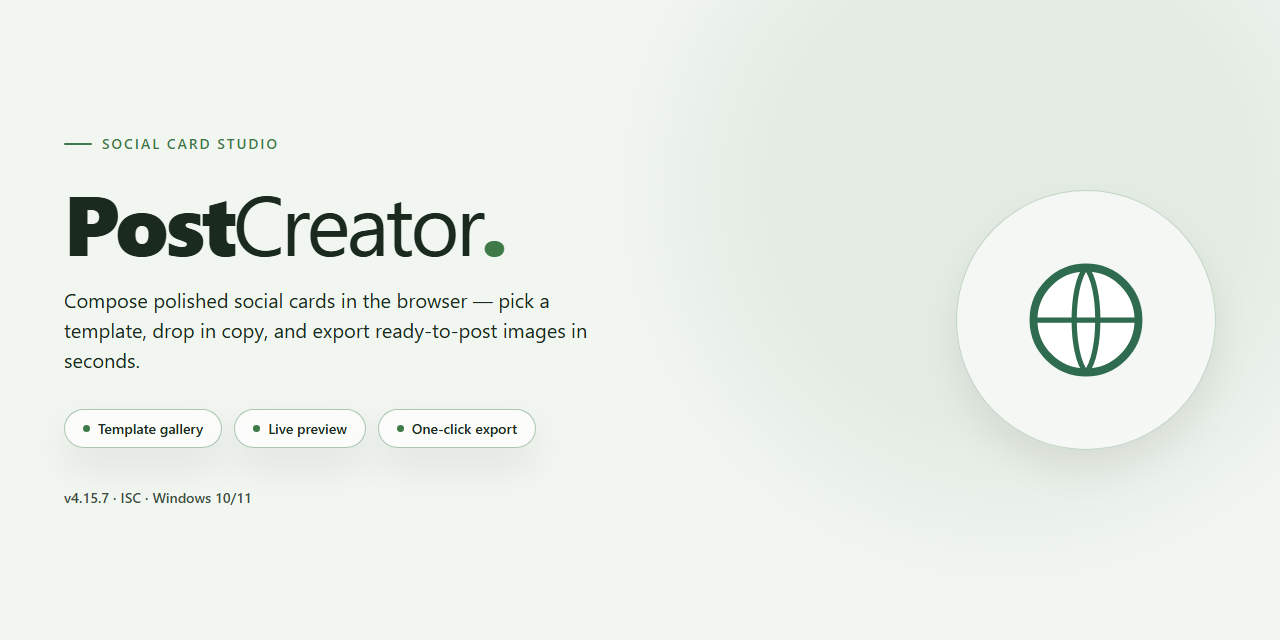 SOCIAL CARD STUDIO
PostCreator.
Compose polished social cards in the browser — pick a
template, drop in copy, and export ready-to-post images in
seconds.
Template gallery
Live preview
One-click export
v4.15.7 · ISC · Windows 10/11